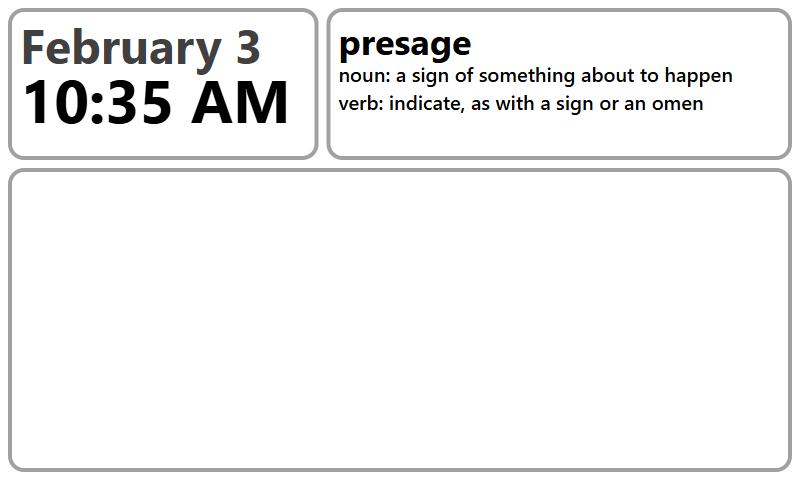 February 3
10:35 AM
presage
noun: a sign of something about to happen
verb: indicate, as with a sign or an omen